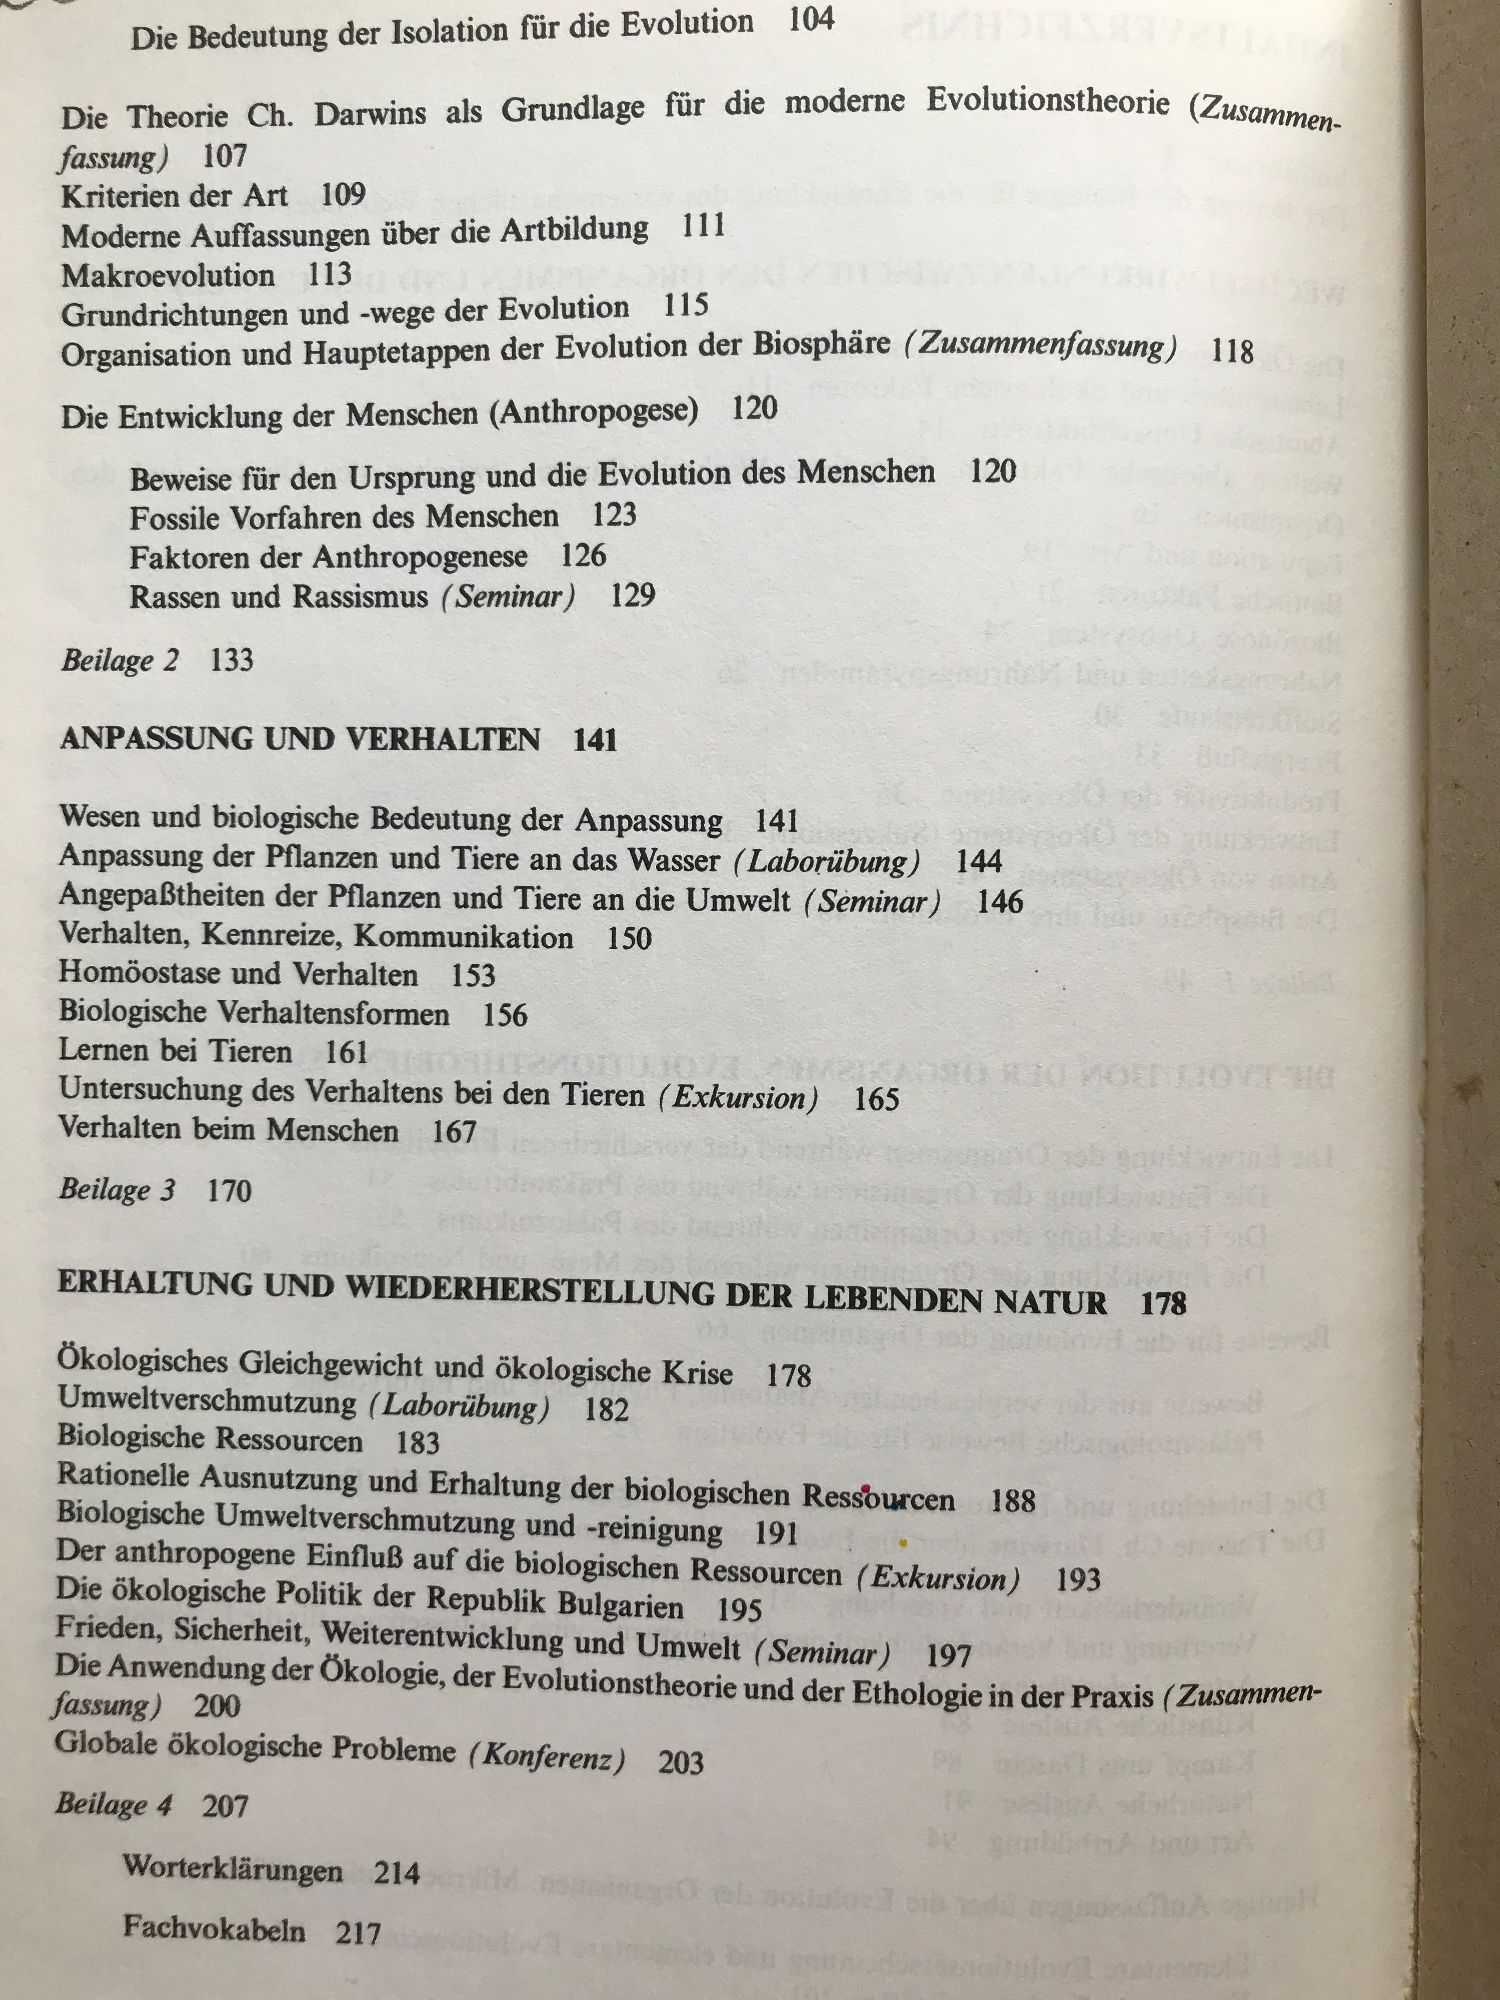 Die Bedeutung der Isolation für die Evolution 104
Die Theorie Ch. Darwins als Grundlage für die moderne Evolutionstheorie (Zusammen-
fassung) 107
Kriterien der Art 109
Moderne Auffassungen über die Artbildung 111
Makroevolution 113
Grundrichtungen und -wege der Evolution 115
Organisation und Hauptetappen der Evolution der Biosphäre (Zusammenfassung) 118
Die Entwicklung der Menschen (Anthropogese) 120
Beweise für den Ursprung und die Evolution des Menschen 120
Fossile Vorfahren des Menschen 123
Faktoren der Anthropogenese 126
Rassen und Rassismus (Seminar) 129
Beilage 2 133
ANPASSUNG UND VERHALTEN 141
Wesen und biologische Bedeutung der Anpassung 141
Anpassung der Pflanzen und Tiere an das Wasser (Laborübung) 144
Angepaßtheiten der Pflanzen und Tiere an die Umwelt (Seminar) 146
Verhalten, Kennreize, Kommunikation 150
Homöostase und Verhalten 153
Biologische Verhaltensformen 156
Lernen bei Tieren 161
Untersuchung des Verhaltens bei den Tieren (Exkursion) 165
Verhalten beim Menschen 167
Beilage 3 170
ERHALTUNG UND WIEDERHERSTELLUNG DER LEBENDEN NATUR 178
Ökologisches Gleichgewicht und ökologische Krise 178
Umweltverschmutzung (Laborübung) 182
Biologische Ressourcen 183
Rationelle Ausnutzung und Erhaltung der biologischen Ressourcen 188
Biologische Umweltverschmutzung und -reinigung 191
Der anthropogene Einfluß auf die biologischen Ressourcen (Exkursion) 193
Die ökologische Politik der Republik Bulgarien 195
Frieden, Sicherheit, Weiterentwicklung und Umwelt (Seminar) 197
Die Anwendung der Ökologie, der Evolutionstheorie und der Ethologie in der Praxis (Zusammen-
fassung) 200
Globale ökologische Probleme (Konferenz) 203
Beilage 4 207
Worterklärungen 214
Fachvokabeln 217